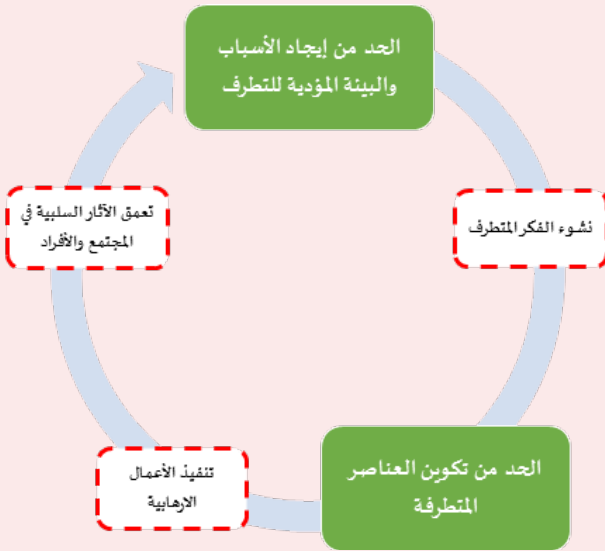 الحد من إيجاد الأسباب
والبيئة المؤدية للتطرف
نشوء الفكر المتطرف
الحد من تكوين العناصر
المتطرفة
تنفيذ الأعمال
الارهابية
تعمق الآثار السلبية في
المجتمع والأفراد